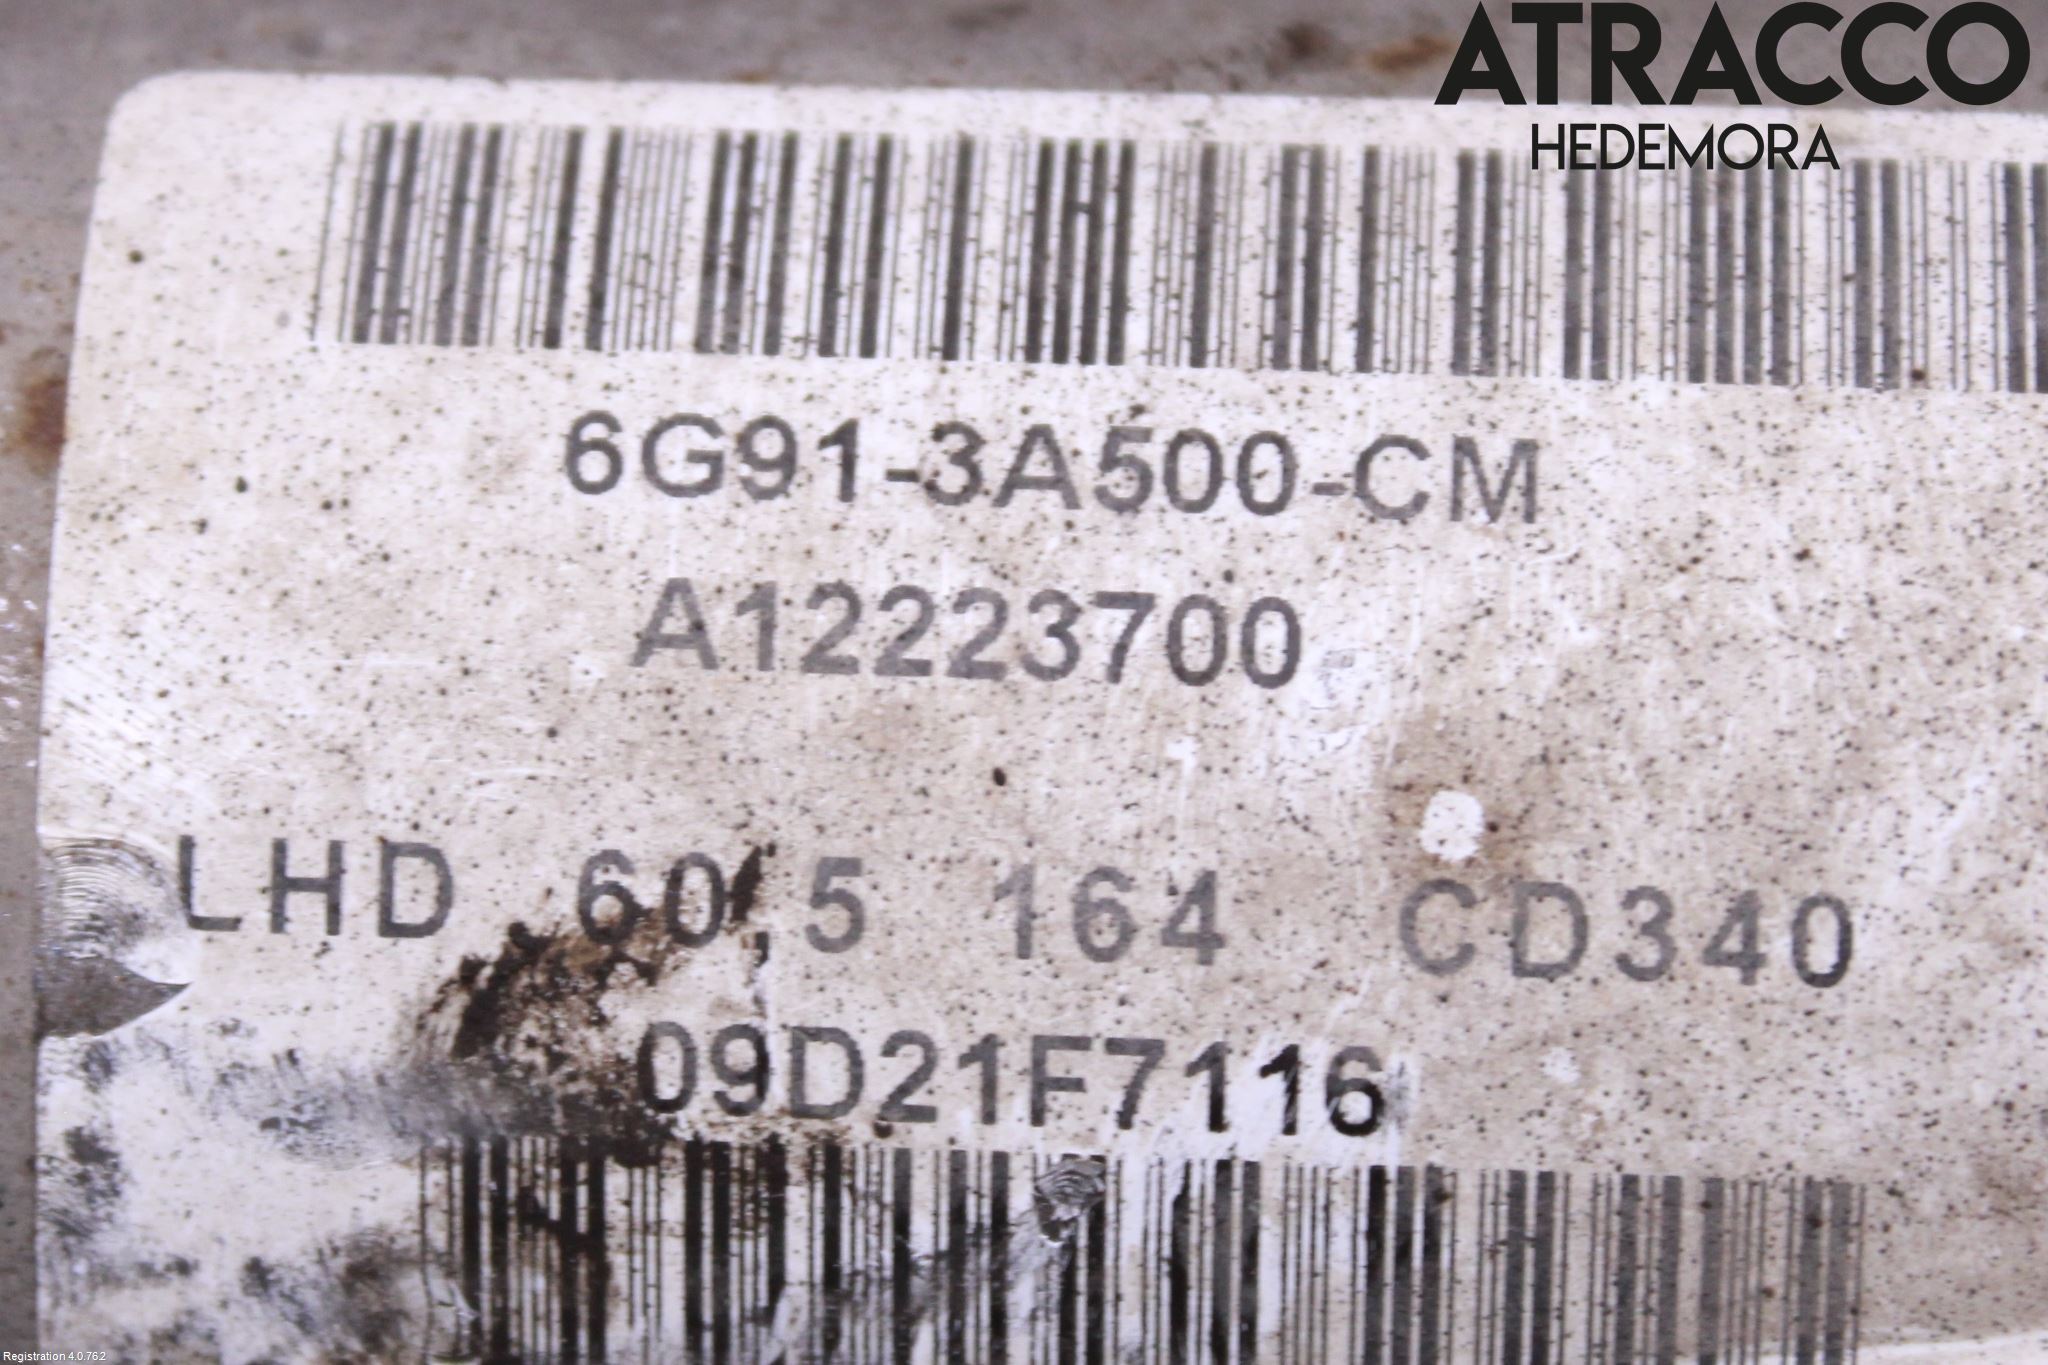 ATRACCO
HEDEMORA
6G91-3A500-CM
A12223700
LHD 60,5 164 CD340
09D21F7116
Registration 4.0.762